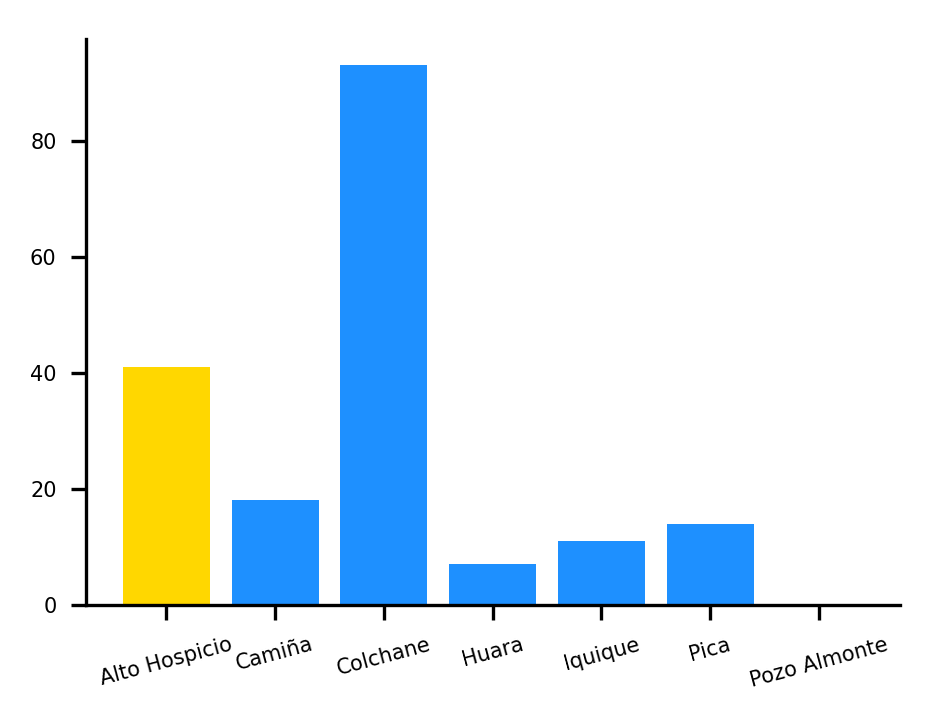 80
60
40
20
0
Alto Hospicio
Camiña
Colchane
Huara
Iquique
Pica
Pozo Almonte